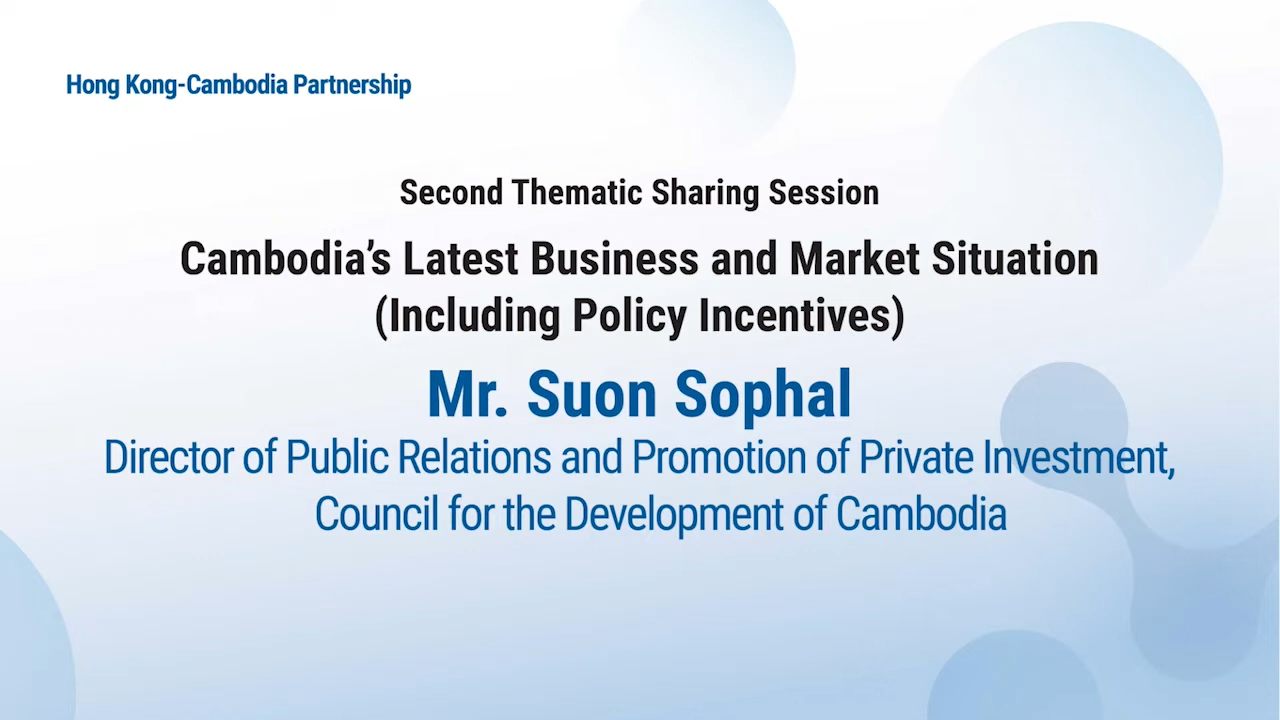 Hong Kong-Cambodia Partnership
Second Thematic Sharing Session
Cambodia’s Latest Business and Market Situation
(Including Policy Incentives)
Mr. Suon Sophal
Director of Public Relations and Promotion of Private Investment,
Council for the Development of Cambodia